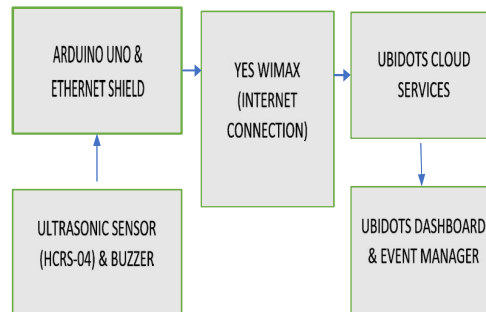 ARDUINO UNO &
ETHERNET SHIELD
YES WIMAX
(INTERNET
CONNECTION)
UBIDOTS CLOUD
SERVICES
ULTRASONIC SENSOR
(HCRS-04) & BUZZER
UBIDOTS DASHBOARD
& EVENT MANAGER